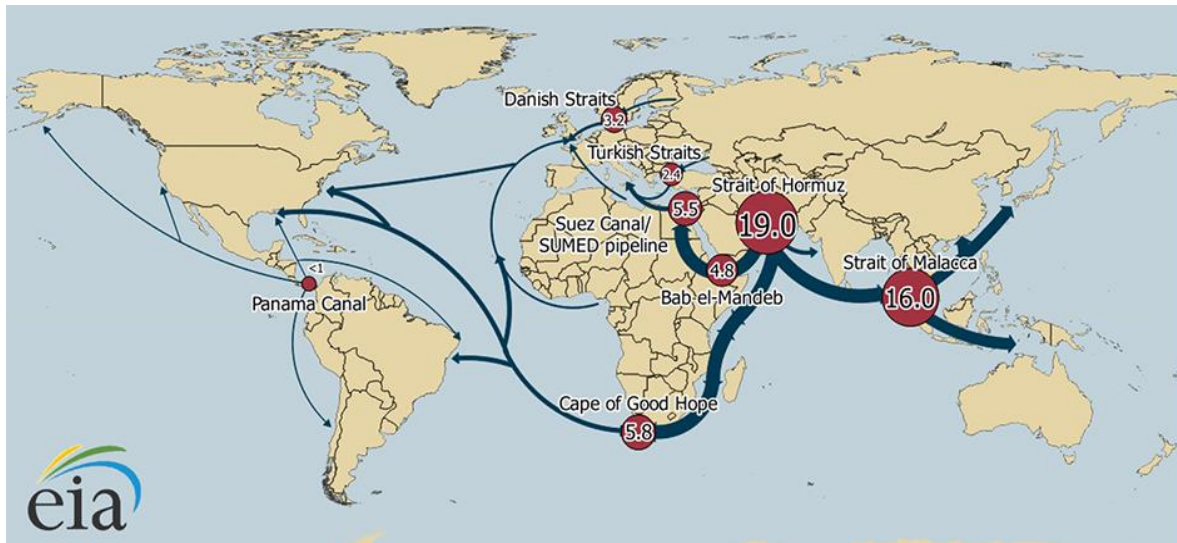 Danish Straits
3.2
Turkish Straits
2.4
Strait of Hormuz
5.5
19.0
Suez Canal/
SUMED pipeline
4.8
Bab el-Mandeb
Strait of Malacca
16.0
<1
Panama Canal
Cape of Good Hope
5.8
eia